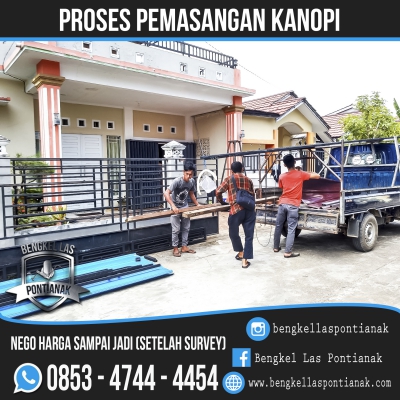 PROSES PEMASANGAN KANOPI
BENGKEL LAS
PONTIANAK
NEGO HARGA SAMPAI JADI (SETELAH SURVEY)
0853 - 4744 - 4454
bengkellaspontianak
Bengkel Las Pontianak
www.bengkellaspontianak.com